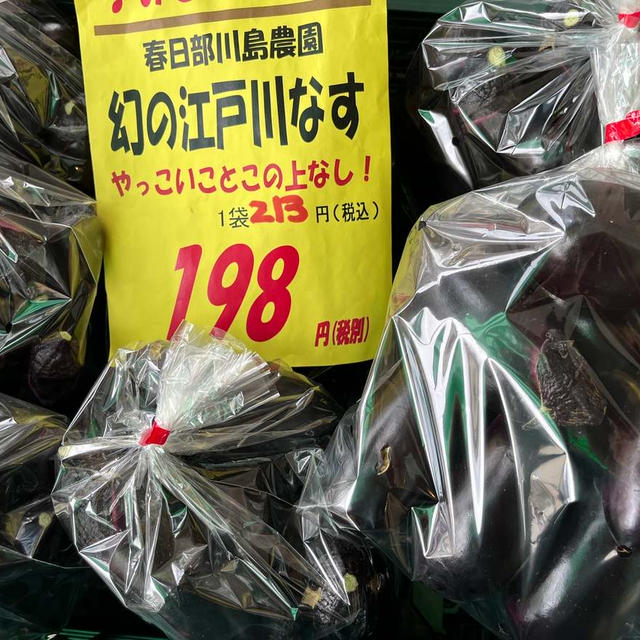 春日部川島農園
幻の江戸川なす
やっこいことこの上なし!
1袋213円(税込)
198
円(税別)